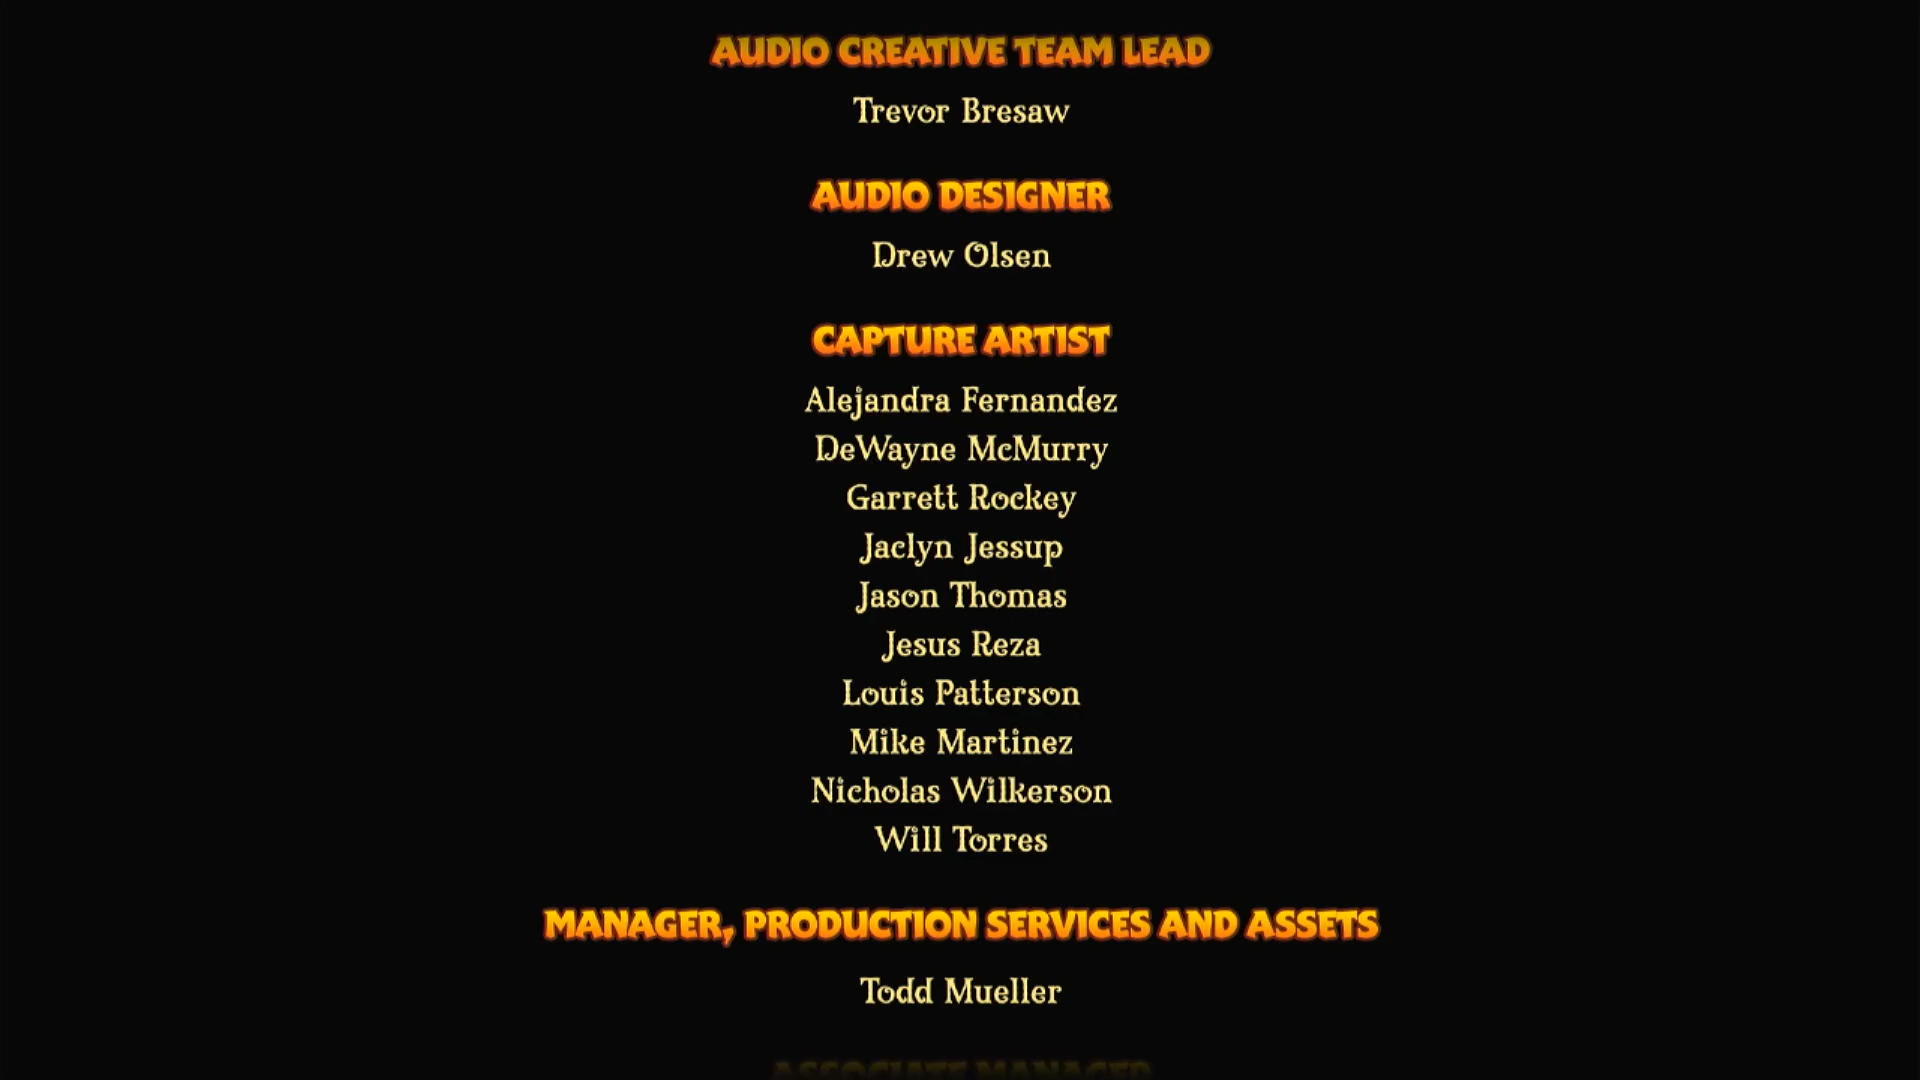 AUDIO CREATIVE TEAM LEAD
Trevor Bresaw
AUDIO DESIGNER
Drew Olsen
CAPTURE ARTIST
Alejandra Fernandez
DeWayne McMurry
Garrett Rockey
Jaclyn Jessup
Jason Thomas
Jesus Reza
Louis Patterson
Mike Martinez
Nicholas Wilkerson
Will Torres
MANAGER, PRODUCTION SERVICES AND ASSETS
Todd Mueller
ASSOCIATE MANAGER